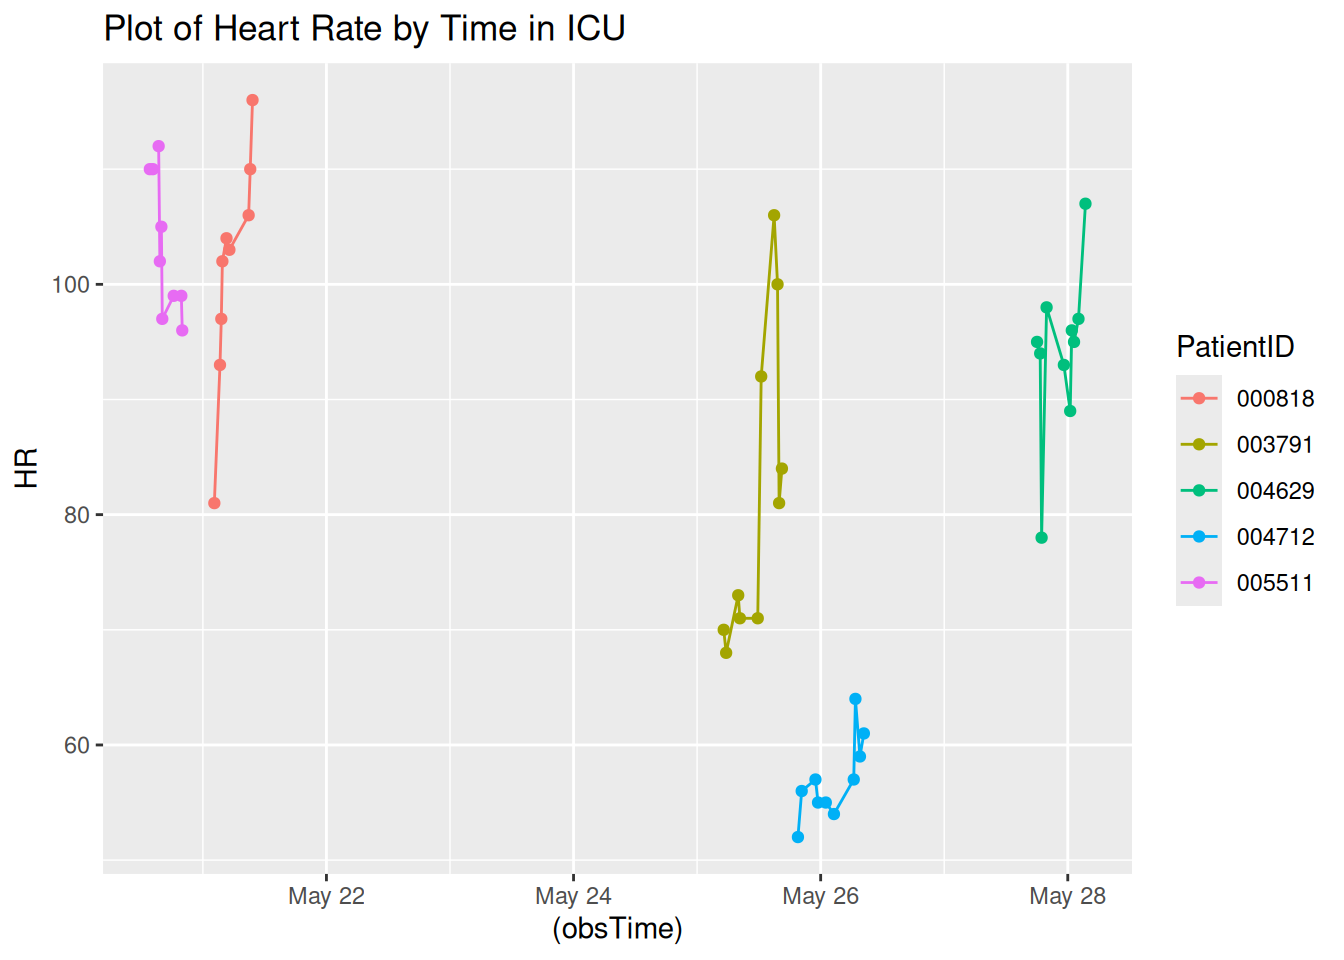 Plot of Heart Rate by Time in ICU
HR
100
80
60
May 22
May 24
May 26
May 28
(obsTime)
PatientID
000818
003791
004629
004712
005511